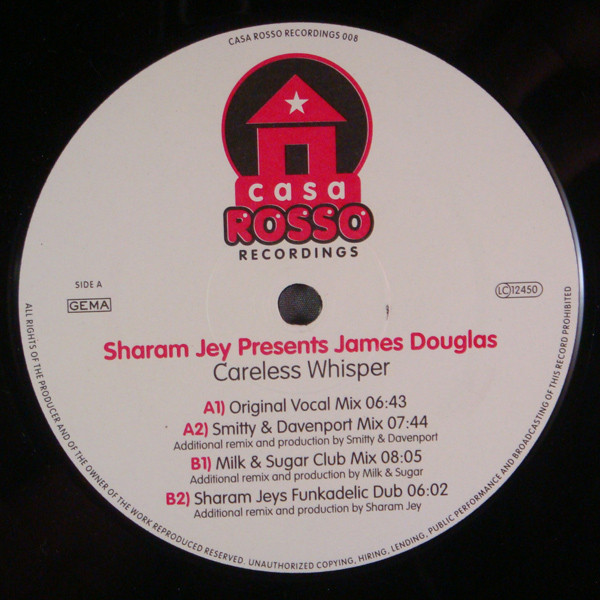 CASA ROSSO RECORDINGS 008
casa
ROSSO
RECORDINGS
SIDE A
GEMA
LC 12450
Sharam Jey Presents James Douglas
Careless Whisper
A1) Original Vocal Mix 06:43
A2) Smitty & Davenport Mix 07:44
Additional remix and production by Smitty & Davenport
B1) Milk & Sugar Club Mix 08:05
Additional remix and production by Milk & Sugar
B2) Sharam Jeys Funkadelic Dub 06:02
Additional remix and production by Sharam Jey
ALL RIGHTS OF THE PRODUCER AND OF THE OWNER OF THE WORK REPRODUCED RESERVED. UNAUTHORIZED COPYING, HIRING, LENDING, PUBLIC PERFORMANCE AND BROADCASTING OF THIS RECORD PROHIBITED